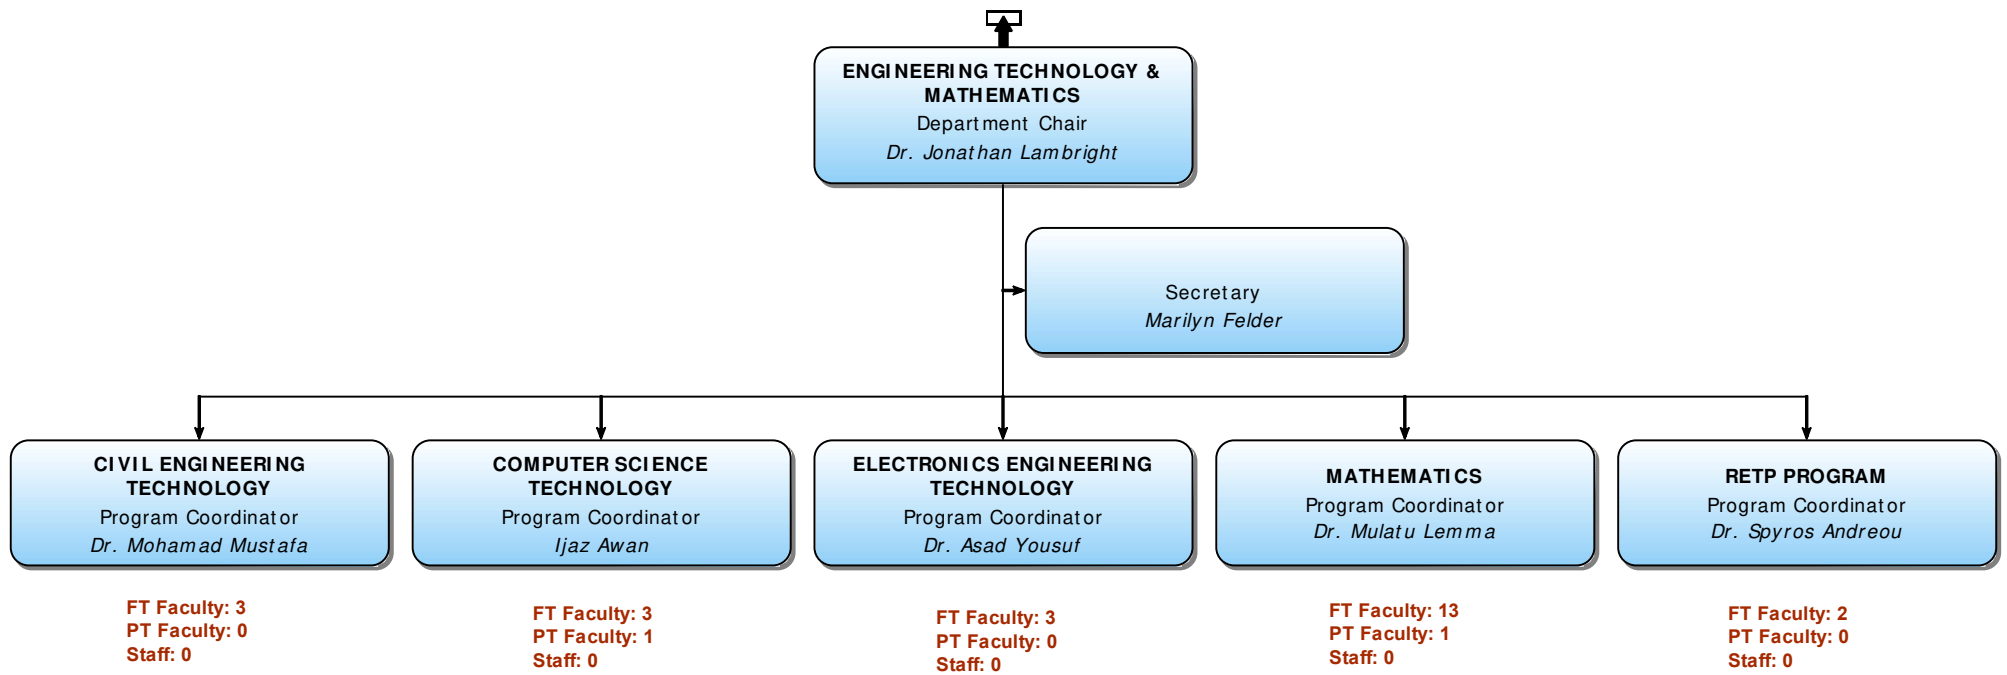 ENGINEERING TECHNOLOGY &
MATHEMATICS
Department Chair
Dr. Jonathan Lambright
Secretary
Marilyn Felder
CIVIL ENGINEERING
TECHNOLOGY
Program Coordinator
Dr. Mohamad Mustafa
COMPUTER SCIENCE
TECHNOLOGY
Program Coordinator
Ijaz Awan
ELECTRONICS ENGINEERING
TECHNOLOGY
Program Coordinator
Dr. Asad Yousuf
MATHEMATICS
Program Coordinator
Dr. Mulatu Lemma
RETP PROGRAM
Program Coordinator
Dr. Spyros Andreou
FT Faculty: 3
PT Faculty: 0
Staff: 0
FT Faculty: 3
PT Faculty: 1
Staff: 0
FT Faculty: 3
PT Faculty: 0
Staff: 0
FT Faculty: 13
PT Faculty: 1
Staff: 0
FT Faculty: 2
PT Faculty: 0
Staff: 0